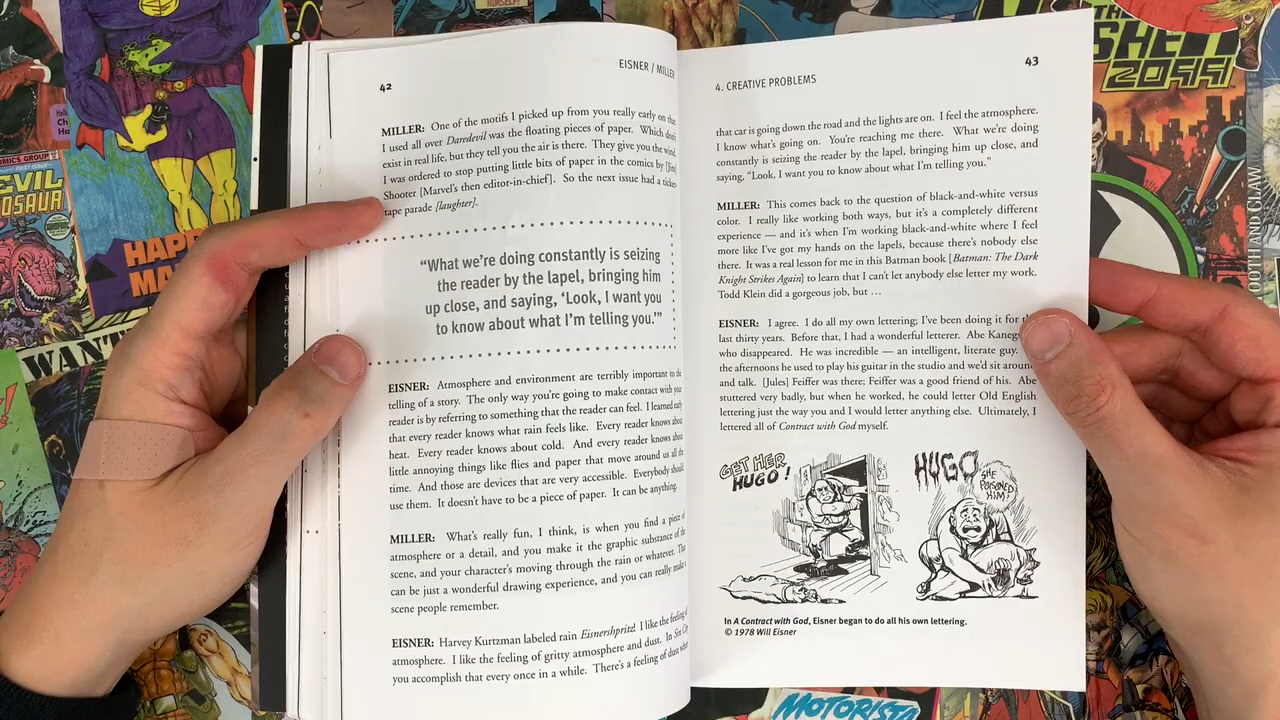 42
EISNER / MILLER
MILLER: One of the motifs I picked up from you really early on that
I used all over Daredevil was the floating pieces of paper. Which don't
exist in real life, but they tell you the air is there. They give you the wind.
I was ordered to stop putting little bits of paper in the comics by [Jim]
Shooter [Marvel's then editor-in-chief]. So the next issue had a ticker-
tape parade [laughter].
“What we're doing constantly is seizing
the reader by the lapel, bringing him
up close, and saying, ‘Look, I want you
to know about what I'm telling you.’”
EISNER: Atmosphere and environment are terribly important to the
telling of a story. The only way you're going to make contact with your
reader is by referring to something that the reader can feel. I learned early
that every reader knows what rain feels like. Every reader knows about
heat. Every reader knows about cold. And every reader knows about
little annoying things like flies and paper that move around us all the
time. And those are devices that are very accessible. Everybody should
use them. It doesn't have to be a piece of paper. It can be anything.
MILLER: What's really fun, I think, is when you find a piece of
atmosphere or a detail, and you make it the graphic substance of the
scene, and your character's moving through the rain or whatever. That
can be just a wonderful drawing experience, and you can really make a
scene people remember.
EISNER: Harvey Kurtzman labeled rain Eisnershpritz! I like the feeling of
atmosphere. I like the feeling of gritty atmosphere and dust. In Sin City
you accomplish that every once in a while. There's a feeling of dust when
4. CREATIVE PROBLEMS
43
that car is going down the road and the lights are on. I feel the atmosphere.
I know what's going on. You're reaching me there. What we're doing
constantly is seizing the reader by the lapel, bringing him up close, and
saying, “Look, I want you to know about what I'm telling you.”
MILLER: This comes back to the question of black-and-white versus
color. I really like working both ways, but it's a completely different
experience — and it's when I'm working black-and-white where I feel
more like I've got my hands on the lapels, because there's nobody else
there. It was a real lesson for me in this Batman book [Batman: The Dark
Knight Strikes Again] to learn that I can't let anybody else letter my work.
Todd Klein did a gorgeous job, but …
EISNER: I agree. I do all my own lettering; I've been doing it for the
last thirty years. Before that, I had a wonderful letterer. Abe
who disappeared. He was incredible — an intelligent, literate guy.
the afternoons he used to play his guitar in the studio and we'd sit around
and talk. [Jules] Feiffer was there; Feiffer was a good friend of his. Abe
stuttered very badly, but when he worked, he could letter Old English
lettering just the way you and I would letter anything else. Ultimately, I
lettered all of Contract with God myself.
GET HER
HUGO!
HUGO
SHE
POISONED
HIM!
In A Contract with God, Eisner began to do all his own lettering.
© 1978 Will Eisner
2099
TOOTH AND CLAW
WANT
COMICS GROUP
MOTORISTA